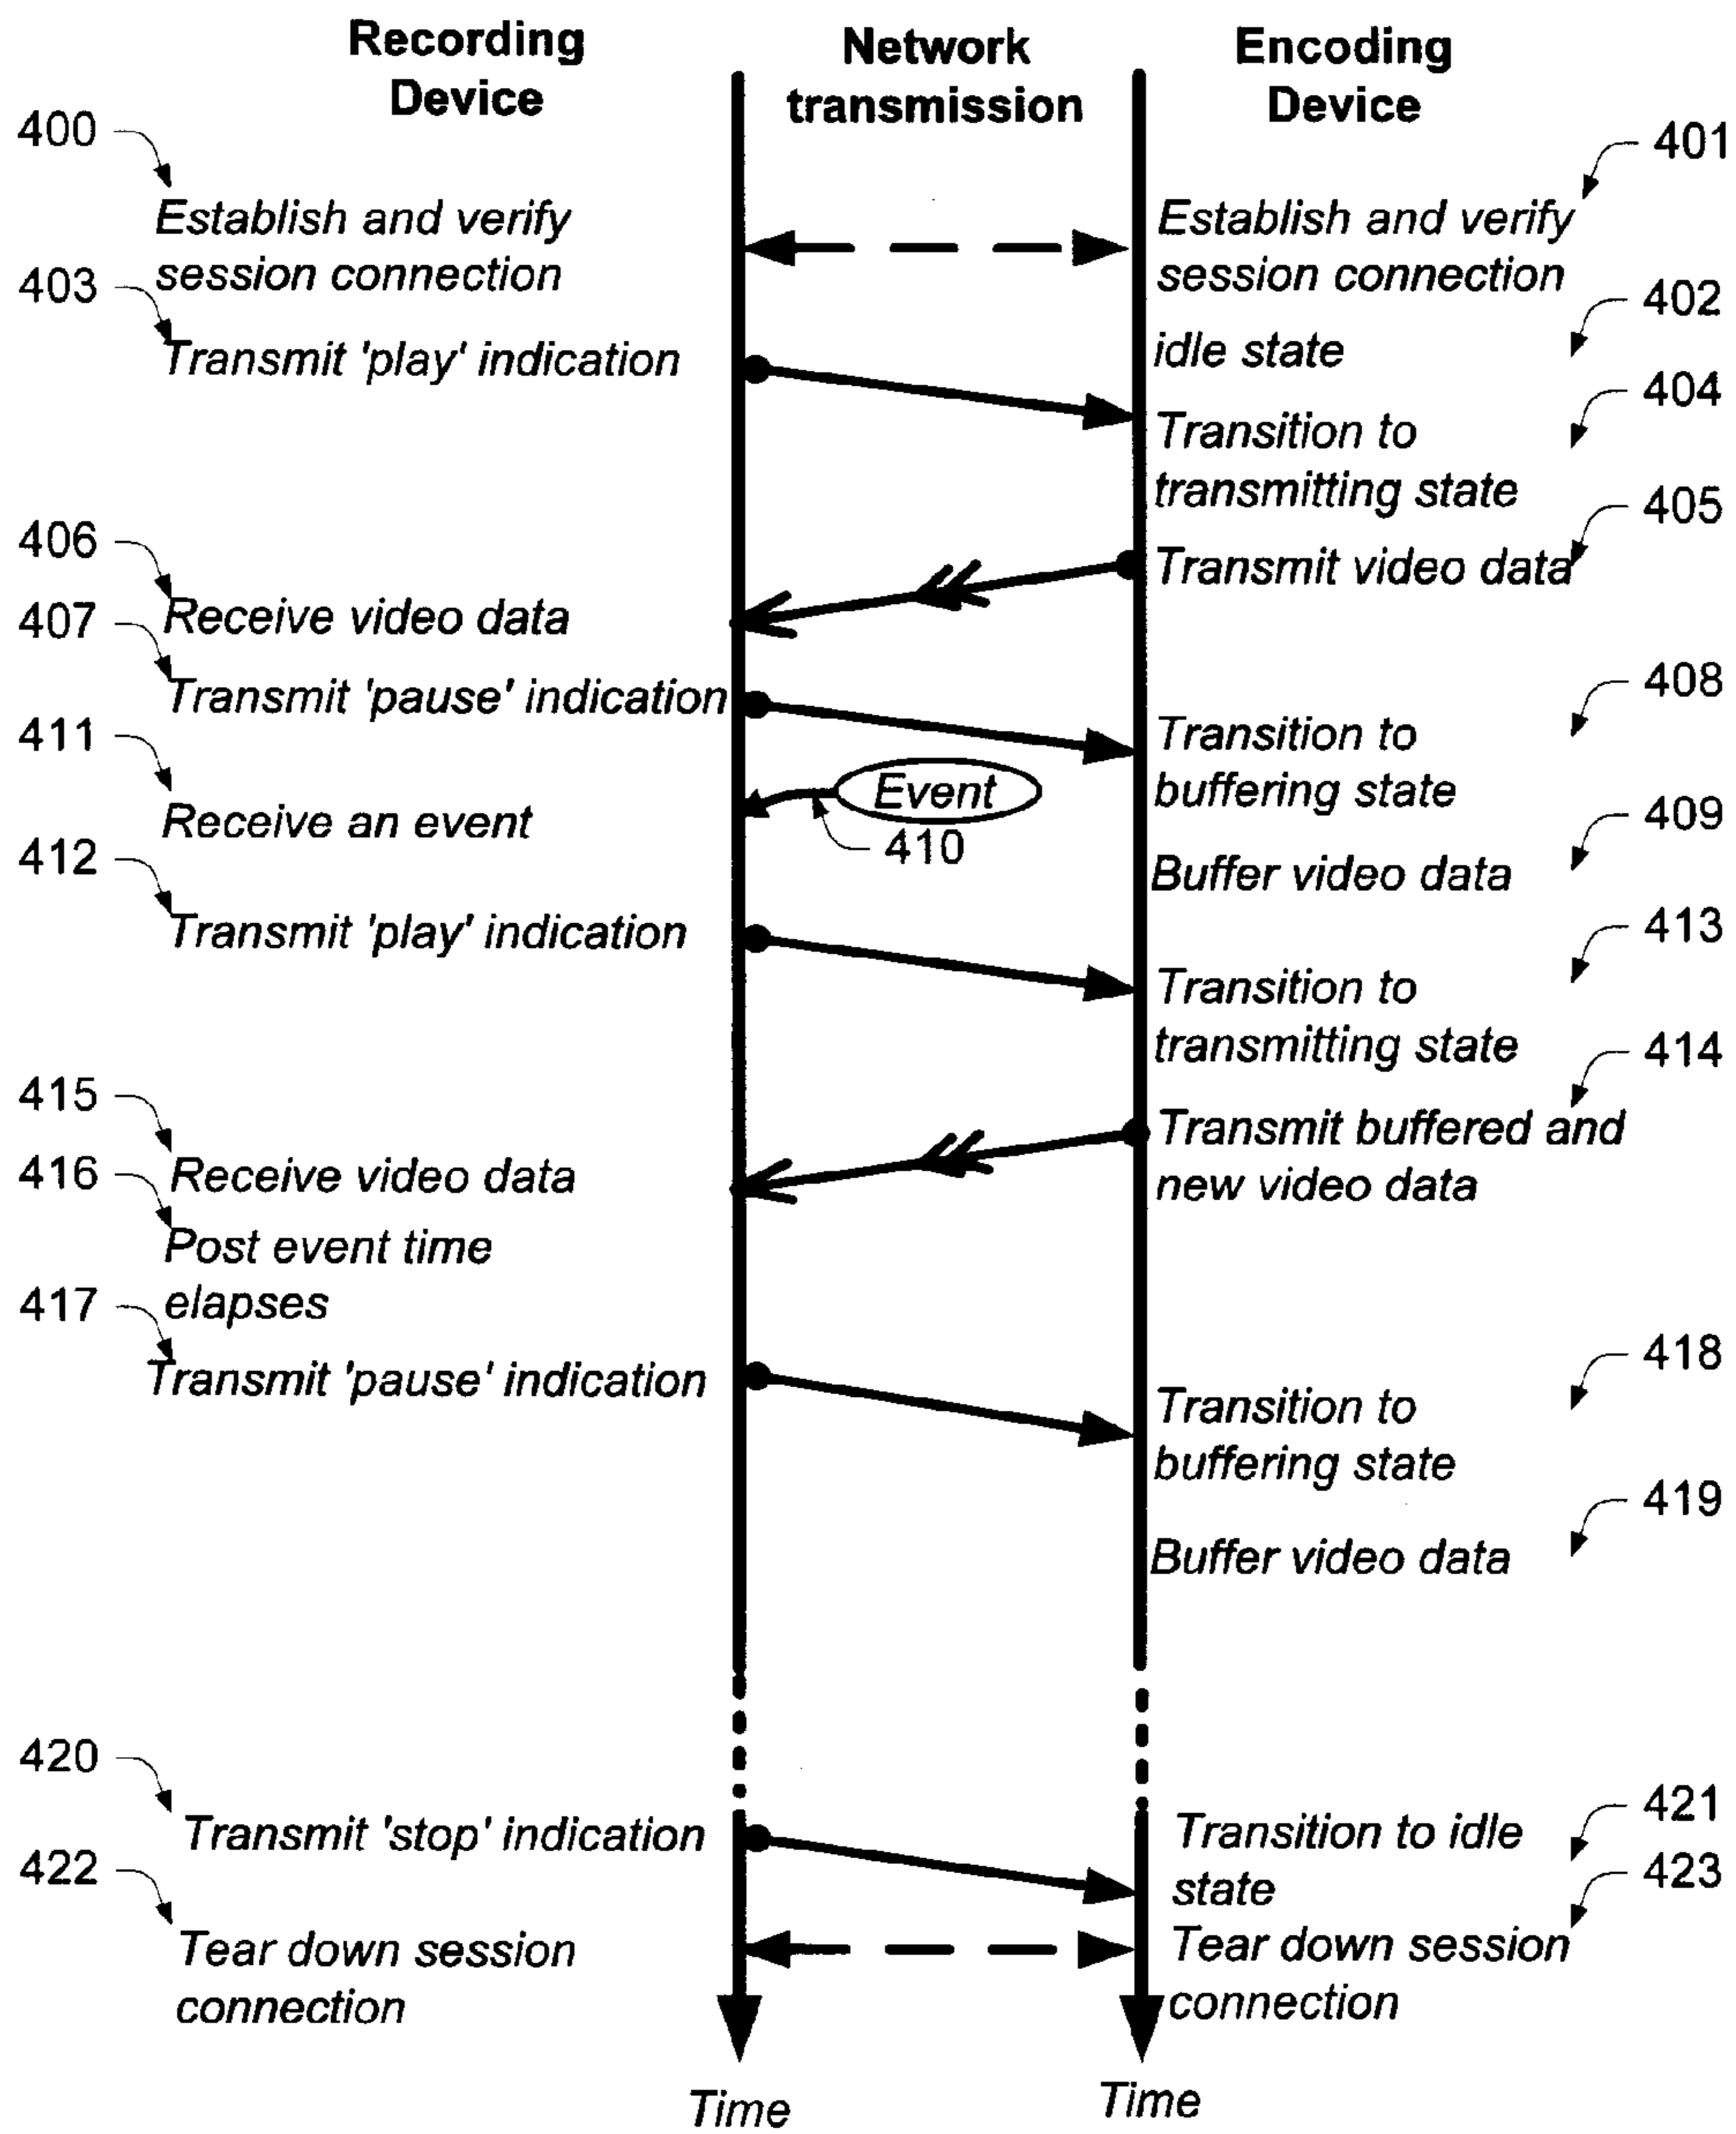 Recording
Device
Network
transmission
Encoding
Device
400
401
Establish and verify
session connection
Establish and verify
session connection
403
402
Transmit 'play' indication
idle state
404
Transition to
transmitting state
405
406
Transmit video data
Receive video data
407
Transmit 'pause' indication
408
Transition to
buffering state
411
Event
410
Receive an event
409
Buffer video data
412
Transmit 'play' indication
413
Transition to
transmitting state
414
415
Transmit buffered and
new video data
Receive video data
416
Post event time
elapses
417
Transmit 'pause' indication
418
Transition to
buffering state
419
Buffer video data
420
Transmit 'stop' indication
421
Transition to idle
state
422
423
Tear down session
connection
Tear down session
connection
Time
Time